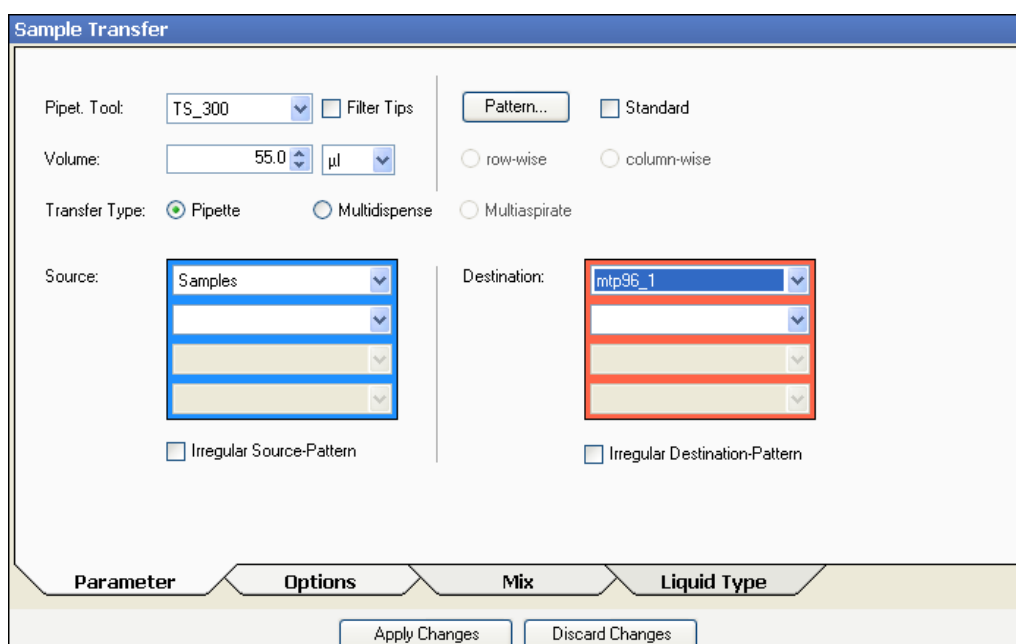 Sample Transfer
Pipet. Tool: TS_300 Filter Tips Pattern... Standard
Volume: 55.0 µl row-wise column-wise
Transfer Type: Pipette Multidispense Multiaspirate
Source: Samples Destination: mtp96_1
Irregular Source-Pattern Irregular Destination-Pattern
Parameter Options Mix Liquid Type
Apply Changes Discard Changes